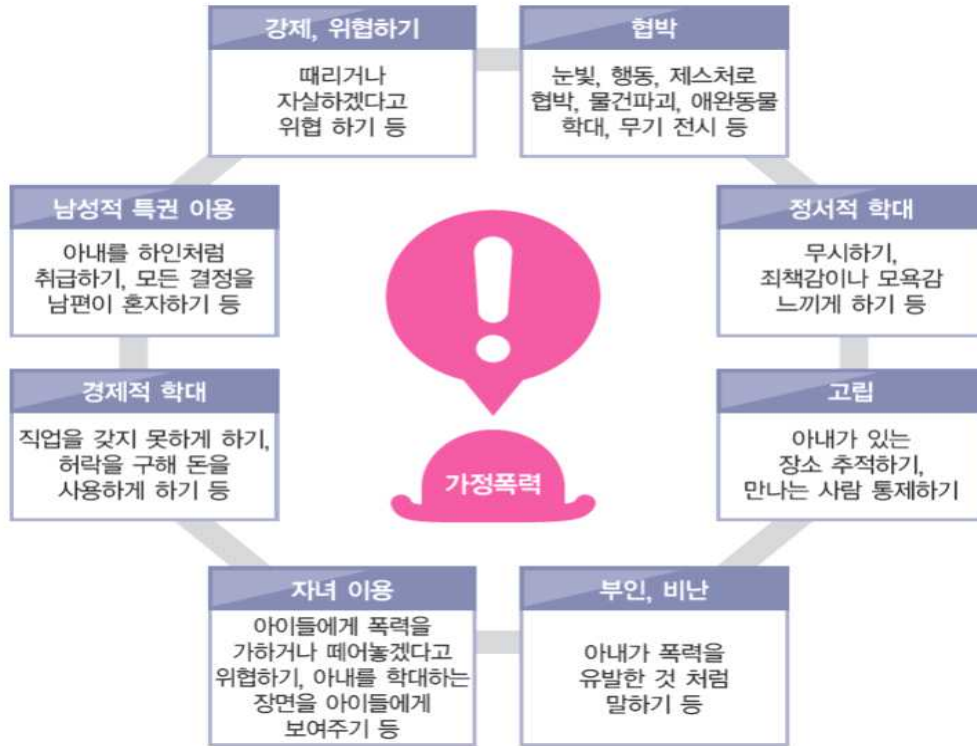 강제, 위협하기
때리거나
자살하겠다고
위협 하기 등
협박
눈빛, 행동, 제스처로
협박, 물건파괴, 애완동물
학대, 무기 전시 등
남성적 특권 이용
아내를 하인처럼
취급하기, 모든 결정을
남편이 혼자하기 등
정서적 학대
무시하기,
죄책감이나 모욕감
느끼게 하기 등
경제적 학대
직업을 갖지 못하게 하기,
허락을 구해 돈을
사용하게 하기 등
고립
아내가 있는
장소 추적하기,
만나는 사람 통제하기
가정폭력
자녀 이용
아이들에게 폭력을
가하거나 떼어놓겠다고
위협하기, 아내를 학대하는
장면을 아이들에게
보여주기 등
부인, 비난
아내가 폭력을
유발한 것 처럼
말하기 등